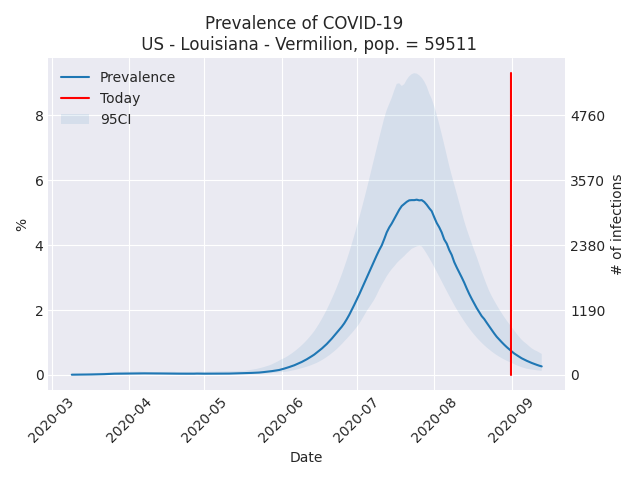 Prevalence of COVID-19
US - Louisiana - Vermilion, pop. = 59511
Prevalence
Today
95CI
8
6
4
2
0
%
4760
3570
2380
1190
0
# of infections
2020-03
2020-04
2020-05
2020-06
2020-07
2020-08
2020-09
Date